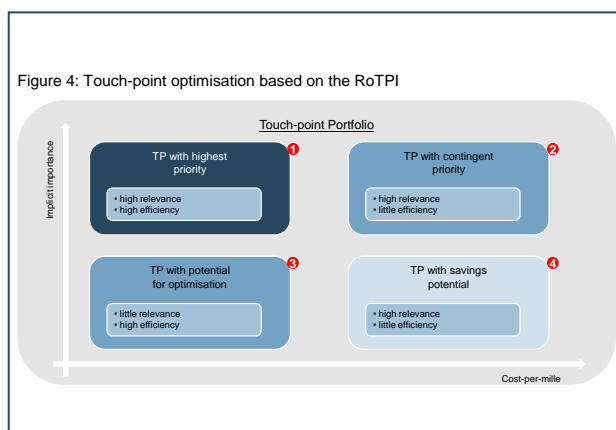 Figure 4: Touch-point optimisation based on the RoTPI
Touch-point Portfolio
Implicit importance
TP with highest
priority
1
• high relevance
• high efficiency
TP with contingent
priority
2
• high relevance
• little efficiency
TP with potential
for optimisation
3
• little relevance
• high efficiency
TP with savings
potential
4
• high relevance
• little efficiency
Cost-per-mille